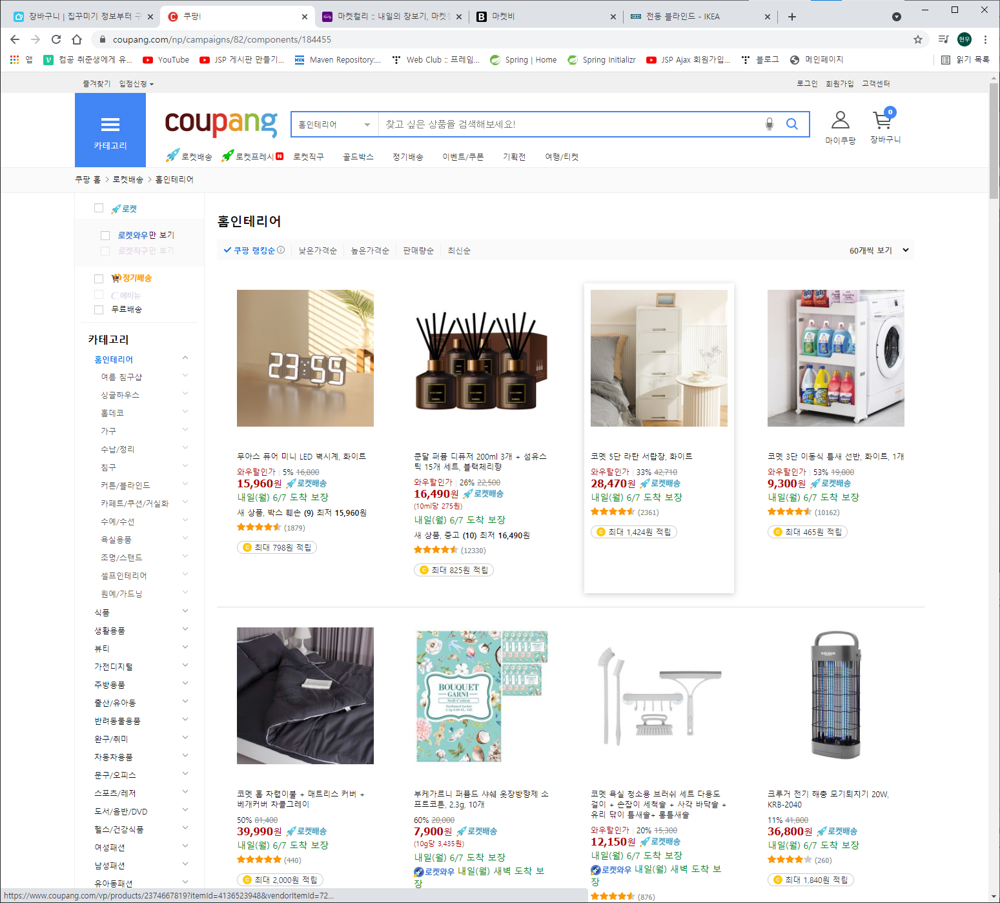 장바구니 | 집꾸미기 정보부터 구
쿠팡!
마켓컬리 :: 내일의 장보기, 마켓
마켓비
전동 블라인드 - IKEA
coupang.com/np/campaigns/82/components/184455
현우
앱
컴공 취준생에게 유...
YouTube
JSP 게시판 만들기...
Maven Repository:...
Web Club :: 프레임...
Spring | Home
Spring Initializr
JSP Ajax 회원가입...
블로그
메인페이지
읽기 목록
즐겨찾기
입점신청
로그인
회원가입
고객센터
카테고리
coupang
홈인테리어
찾고 싶은 상품을 검색해보세요!
마이쿠팡
0
장바구니
로켓배송
로켓프레시
N
로켓직구
골드박스
정기배송
이벤트/쿠폰
기획전
여행/티켓
쿠팡 홈 > 로켓배송 > 홈인테리어
로켓
로켓와우만 보기
로켓직구만 보기
정기배송
C.에비뉴
무료배송
카테고리
홈인테리어
여름 침구샵
싱글하우스
홈데코
가구
수납/정리
침구
커튼/블라인드
카페트/쿠션/거실화
수예/수선
욕실용품
조명/스탠드
셀프인테리어
원예/가드닝
식품
생활용품
뷰티
가전디지털
주방용품
출산/유아동
반려동물용품
완구/취미
자동차용품
문구/오피스
스포츠/레저
도서/음반/DVD
헬스/건강식품
여성패션
남성패션
유아동패션
홈인테리어
쿠팡 랭킹순
낮은가격순
높은가격순
판매량순
최신순
60개씩 보기
23:55
무아스 퓨어 미니 LED 벽시계, 화이트
와우할인가 | 5% 16,800
15,960원 로켓배송
내일(월) 6/7 도착 보장
새 상품, 박스 훼손 (9) 최저 15,960원
(1879)
최대 798원 적립
쿤달 퍼퓸 디퓨저 200ml 3개 + 섬유스
틱 15개 세트, 블랙체리향
와우할인가 | 26% 22,500
16,490원 로켓배송
(10ml당 275원)
내일(월) 6/7 도착 보장
새 상품, 중고 (10) 최저 16,490원
(12330)
최대 825원 적립
코멧 5단 라탄 서랍장, 화이트
와우할인가 | 33% 42,710
28,470원 로켓배송
내일(월) 6/7 도착 보장
(2361)
최대 1,424원 적립
코멧 3단 이동식 틈새 선반, 화이트, 1개
와우할인가 | 53% 19,800
9,300원 로켓배송
내일(월) 6/7 도착 보장
(10162)
최대 465원 적립
코멧 홈 차렵이불 + 매트리스 커버 +
베개커버 차콜그레이
50% 81,400
39,990원 로켓배송
내일(월) 6/7 도착 보장
(440)
최대 2,000원 적립
BOUQUET
GARNI
Soft Cotton
부케가르니 퍼퓸드 샤쉐 옷장방향제 소
프트코튼, 2.3g, 10개
60% 20,000
7,900원 로켓배송
(10g당 3,435원)
내일(월) 6/7 도착 보장
로켓와우 내일(월) 새벽 도착 보
장
코멧 욕실 청소용 브러쉬 세트 다용도
걸이 + 손잡이 세척솔 + 사각 바닥솔 +
유리 닦이 틈새솔+ 롱틈새솔
와우할인가 | 20% 15,300
12,150원 로켓배송
내일(월) 6/7 도착 보장
로켓와우 내일(월) 새벽 도착 보
장
(876)
크루거 전기 해충 모기퇴치기 20W,
KRB-2040
11% 41,800
36,800원 로켓배송
내일(월) 6/7 도착 보장
(260)
최대 1,840원 적립
https://www.coupang.com/vp/products/2374667819?itemId=4136523948&vendorItemId=72...